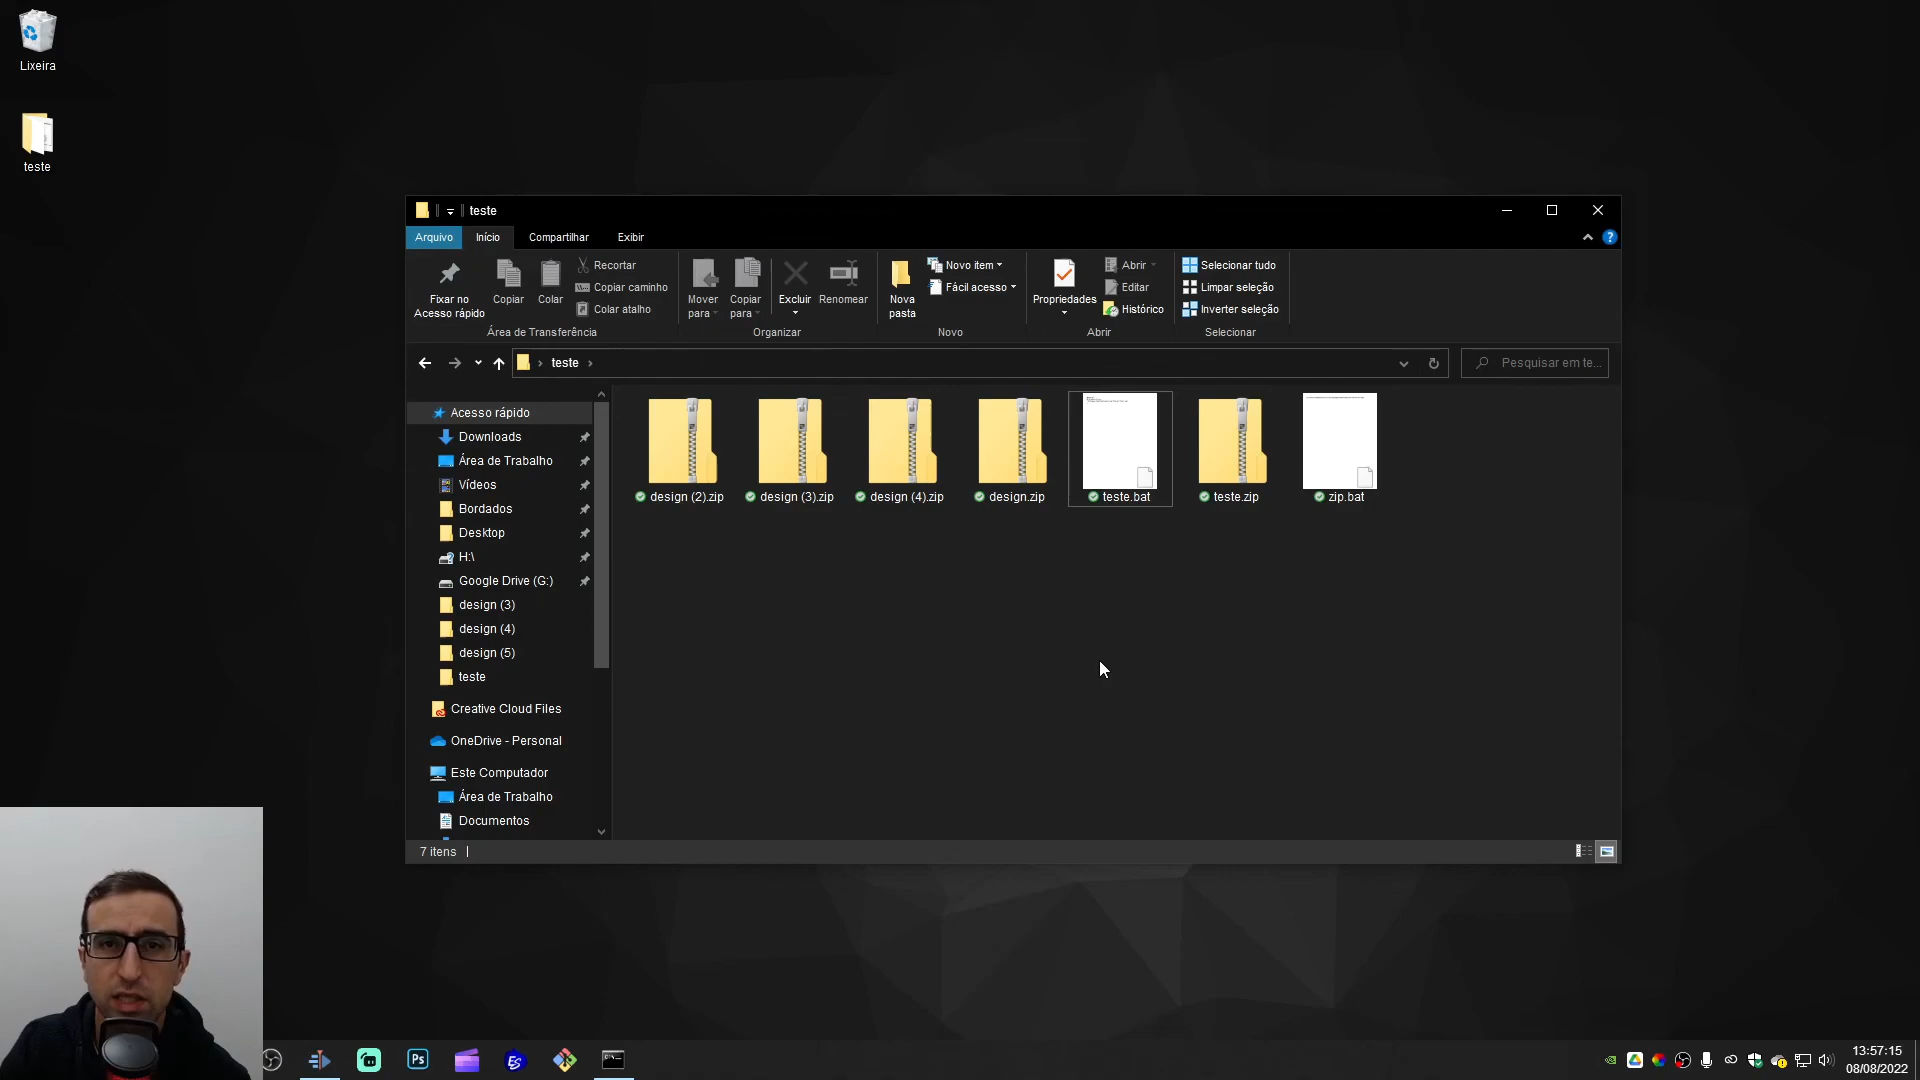 Lixeira
teste
teste
Arquivo Início Compartilhar Exibir
Fixar no
Acesso rápido
Copiar
Colar
Recortar
Copiar caminho
Colar atalho
Área de Transferência
Mover
para
Copiar
para
Excluir
Renomear
Organizar
Nova
pasta
Novo item
Fácil acesso
Novo
Propriedades
Abrir
Editar
Histórico
Abrir
Selecionar tudo
Limpar seleção
Inverter seleção
Selecionar
teste
Pesquisar em te...
Acesso rápido
Downloads
Área de Trabalho
Vídeos
Bordados
Desktop
H:\
Google Drive (G:)
design (3)
design (4)
design (5)
teste
Creative Cloud Files
OneDrive - Personal
Este Computador
Área de Trabalho
Documentos
design (2).zip
design (3).zip
design (4).zip
design.zip
teste.bat
teste.zip
zip.bat
7 itens
Ps
ES
13:57:15
08/08/2022